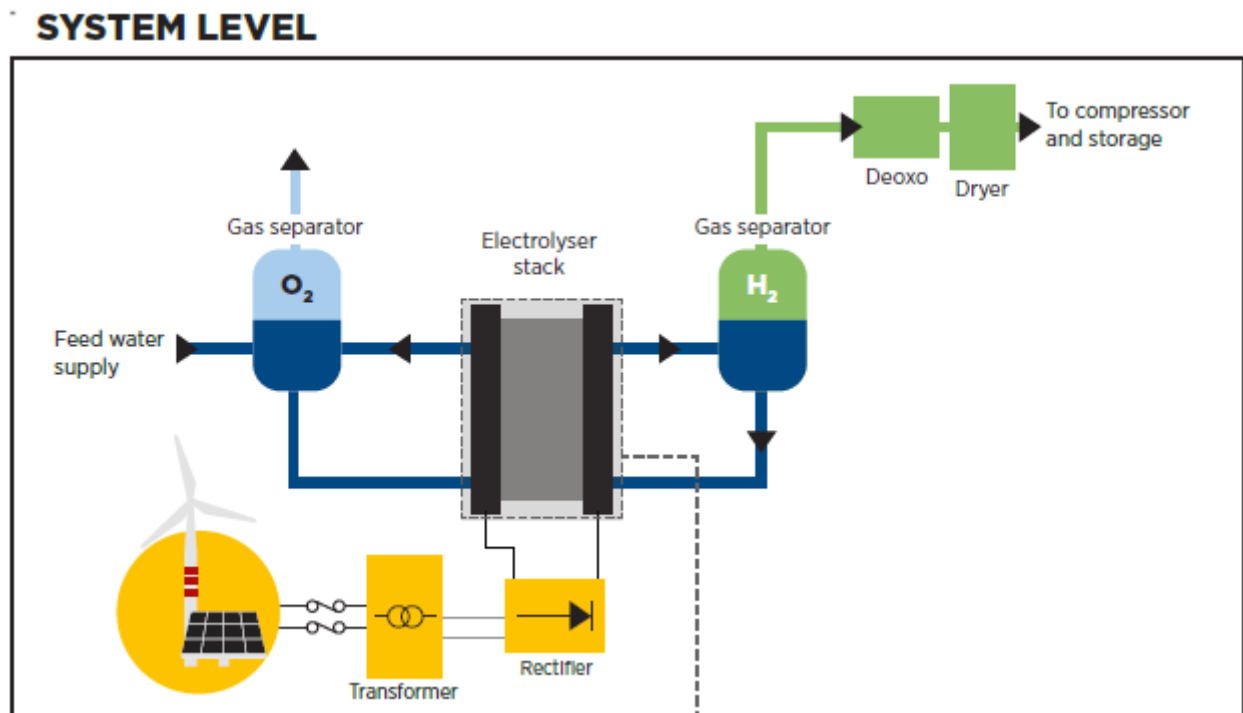 SYSTEM LEVEL
To compressor
and storage
Deoxo
Dryer
Gas separator
Gas separator
Electrolyser
stack
O₂
H₂
Feed water
supply
Rectifier
Transformer